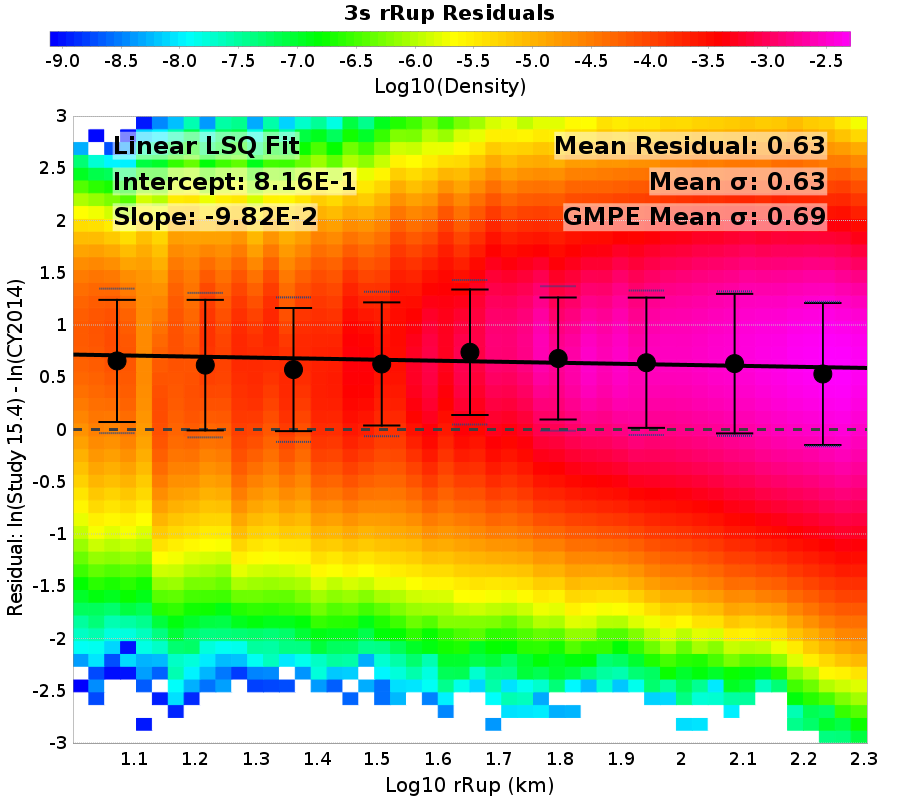 3s rRup Residuals
-9.0 -8.5 -8.0 -7.5 -7.0 -6.5 -6.0 -5.5 -5.0 -4.5 -4.0 -3.5 -3.0 -2.5
Log10(Density)
Linear LSQ Fit
Intercept: 8.16E-1
Slope: -9.82E-2
Mean Residual: 0.63
Mean σ: 0.63
GMPE Mean σ: 0.69
Residual: ln(Study 15.4) - ln(CY2014)
3
2.5
2
1.5
1
0.5
0
-0.5
-1
-1.5
-2
-2.5
-3
1.1 1.2 1.3 1.4 1.5 1.6 1.7 1.8 1.9 2 2.1 2.2 2.3
Log10 rRup (km)